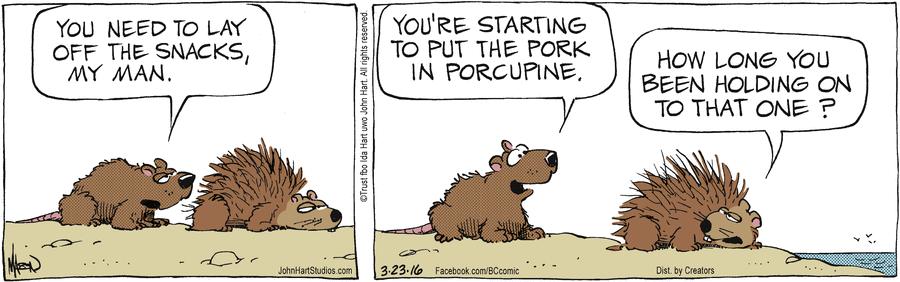 YOU NEED TO LAY
OFF THE SNACKS,
MY MAN.
MASON
JohnHartStudios.com
©Trust fbo Ida Hart uwo John Hart. All rights reserved.
YOU'RE STARTING
TO PUT THE PORK
IN PORCUPINE.
HOW LONG YOU
BEEN HOLDING ON
TO THAT ONE?
3·23·16 Facebook.com/BCcomic Dist. by Creators